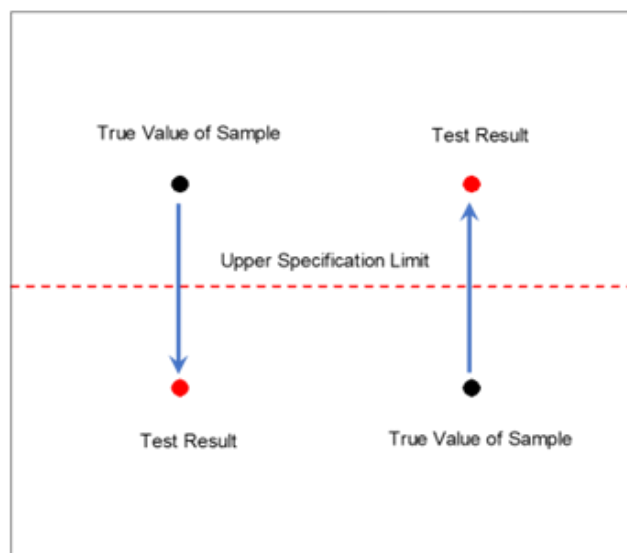 True Value of Sample
Test Result
Upper Specification Limit
Test Result
True Value of Sample